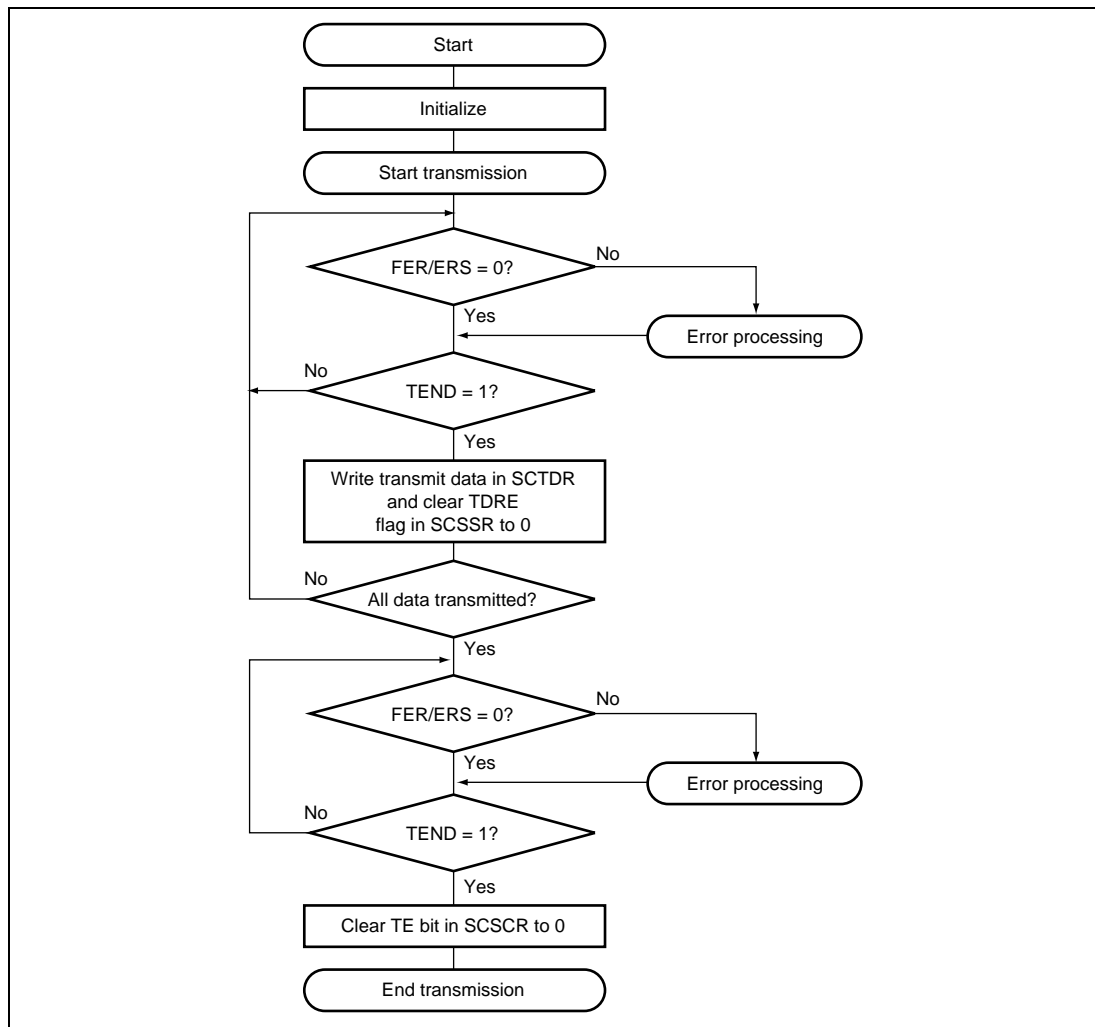 Start
Initialize
Start transmission
FER/ERS = 0?
No
Yes
Error processing
No
TEND = 1?
Yes
Write transmit data in SCTDR
and clear TDRE
flag in SCSSR to 0
No
All data transmitted?
Yes
FER/ERS = 0?
No
Yes
Error processing
No
TEND = 1?
Yes
Clear TE bit in SCSCR to 0
End transmission